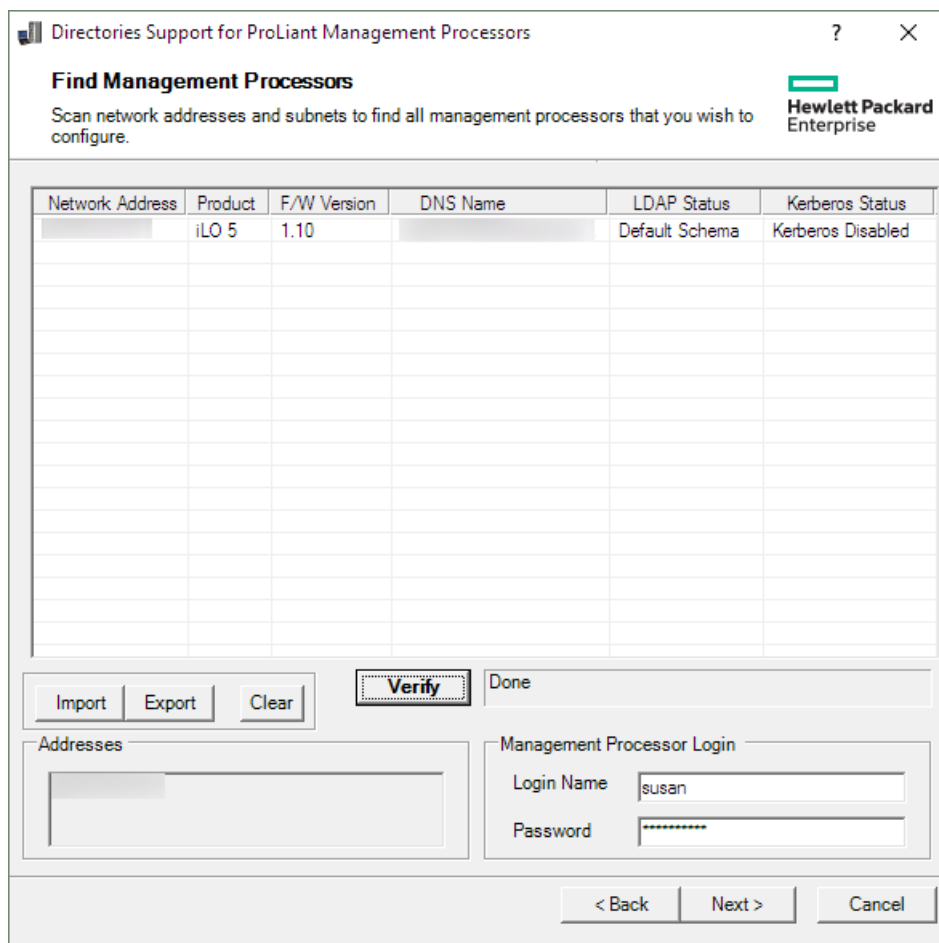 Directories Support for ProLiant Management Processors ? ×
Find Management Processors
Scan network addresses and subnets to find all management processors that you wish to
configure.
Hewlett Packard
Enterprise
Network Address Product F/W Version DNS Name LDAP Status Kerberos Status
iLO 5 1.10 Default Schema Kerberos Disabled
Import Export Clear Verify Done
Addresses
Management Processor Login
Login Name susan
Password **********
< Back Next > Cancel